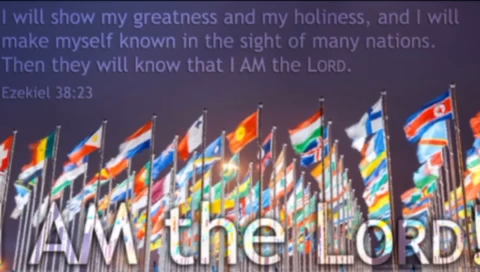 I will show my greatness and my holiness, and I will
make myself known in the sight of many nations.
Then they will know that I AM the LORD.
Ezekiel 38:23
AM the LORD!